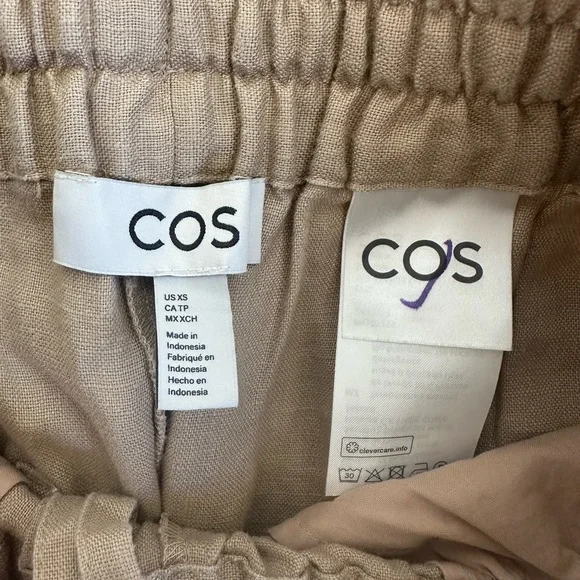 COS
US XS
CA TP
MX XCH
Made in
Indonesia
Fabriqué en
Indonesia
Hecho en
Indonesia
COS
clevercare.info
30